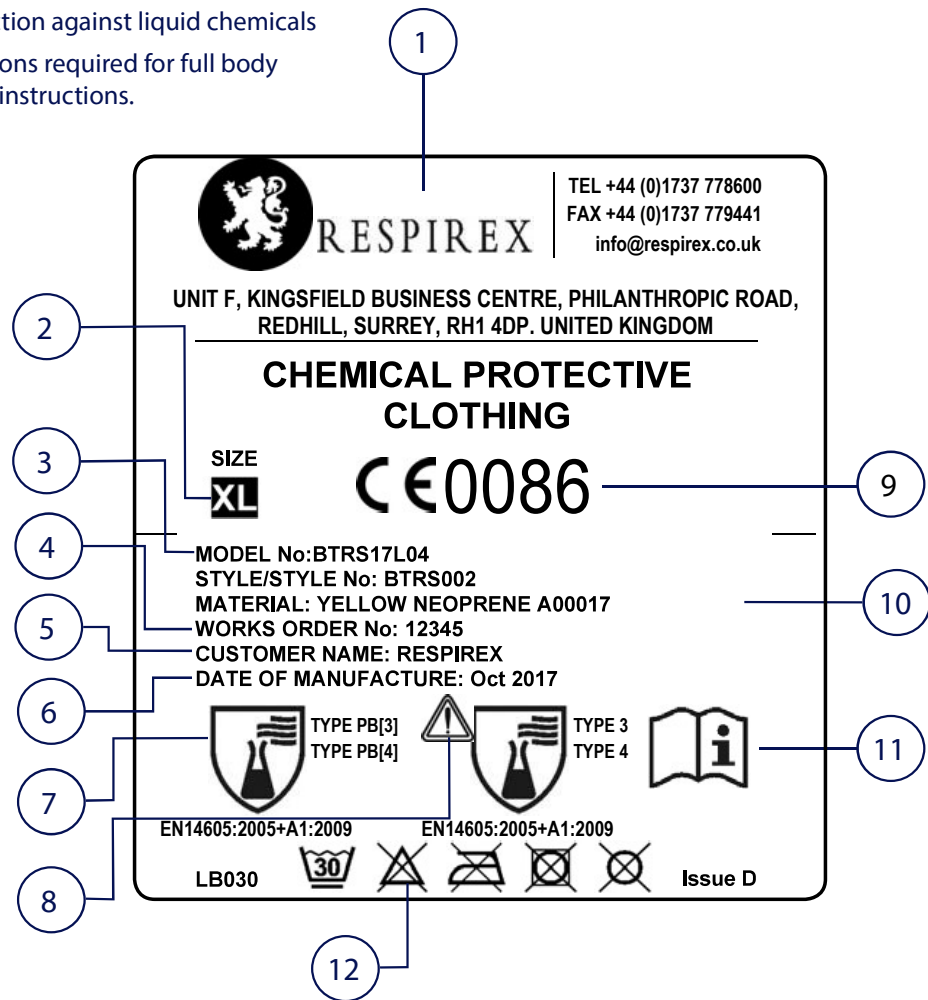 tion against liquid chemicals
ons required for full body
instructions.
1
RESPIREX
TEL +44 (0)1737 778600
FAX +44 (0)1737 779441
info@respirex.co.uk
UNIT F, KINGSFIELD BUSINESS CENTRE, PHILANTHROPIC ROAD,
REDHILL, SURREY, RH1 4DP. UNITED KINGDOM
2
CHEMICAL PROTECTIVE
CLOTHING
3
SIZE
XL
CE0086
9
4
MODEL No:BTRS17L04
STYLE/STYLE No: BTRS002
MATERIAL: YELLOW NEOPRENE A00017
10
5
WORKS ORDER No: 12345
CUSTOMER NAME: RESPIREX
6
DATE OF MANUFACTURE: Oct 2017
7
TYPE PB[3]
TYPE PB[4]
TYPE 3
TYPE 4
11
EN14605:2005+A1:2009
EN14605:2005+A1:2009
8
LB030
30
Issue D
12